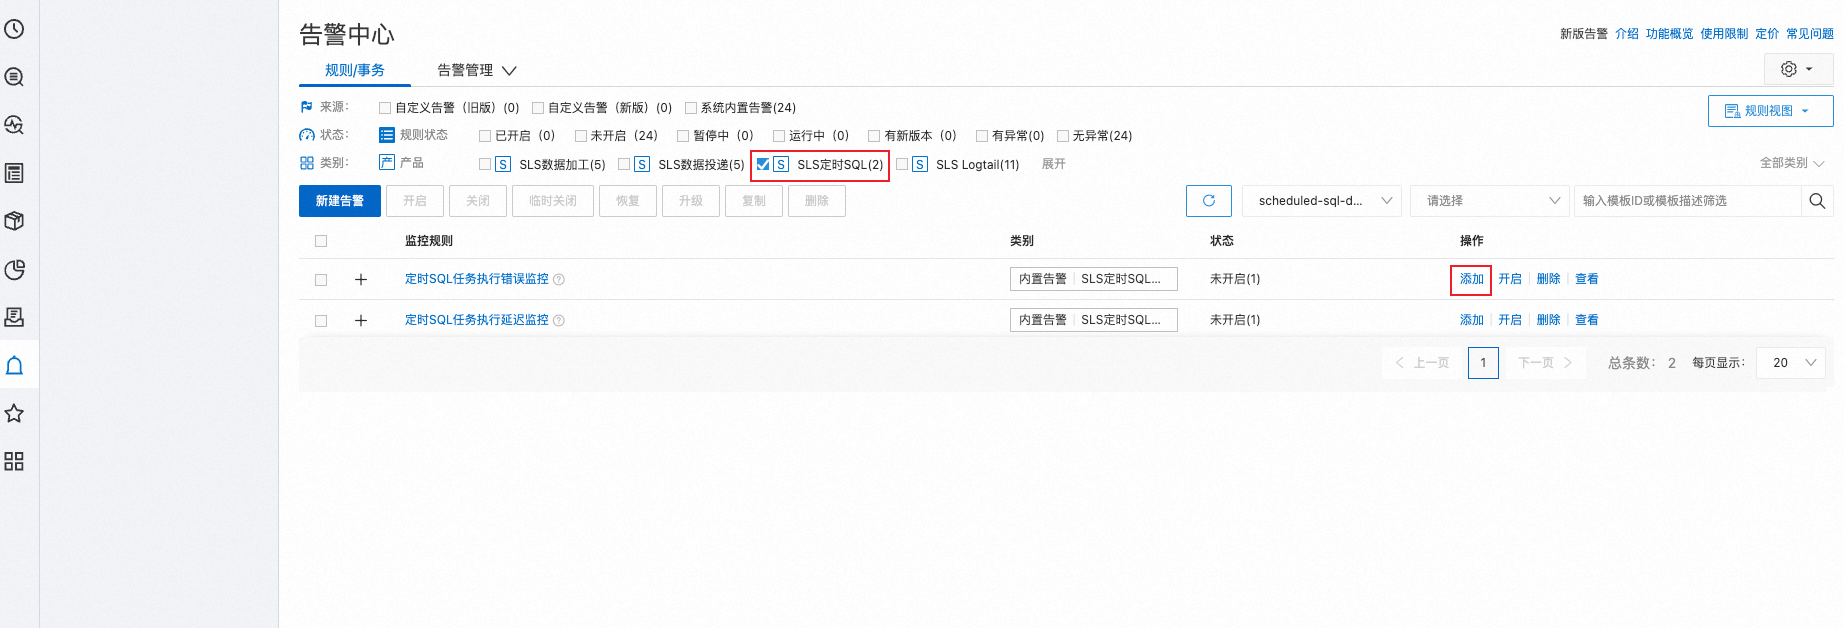 告警中心
新版告警 介绍 功能概览 使用限制 定价 常见问题
规则/事务 告警管理
来源: 自定义告警（旧版）(0) 自定义告警（新版）(0) 系统内置告警(24)
规则视图
状态: 规则状态 已开启（0） 未开启（24） 暂停中（0） 运行中（0） 有新版本（0） 有异常(0) 无异常(24)
类别: 产 产品 S SLS数据加工(5) S SLS数据投递(5) S SLS定时SQL(2) S SLS Logtail(11) 展开 全部类别
新建告警 开启 关闭 临时关闭 恢复 升级 复制 删除 scheduled-sql-d... 请选择 输入模板ID或模板描述筛选
监控规则 类别 状态 操作
定时SQL任务执行错误监控 内置告警 SLS定时SQL... 未开启(1) 添加 开启 删除 查看
定时SQL任务执行延迟监控 内置告警 SLS定时SQL... 未开启(1) 添加 开启 删除 查看
上一页 1 下一页 总条数: 2 每页显示: 20